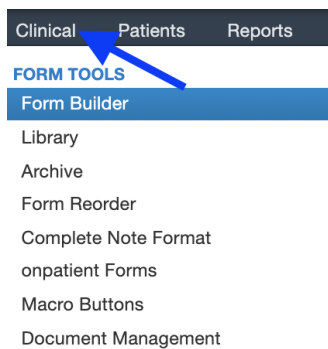 Clinical Patients Reports
FORM TOOLS
Form Builder
Library
Archive
Form Reorder
Complete Note Format
onpatient Forms
Macro Buttons
Document Management